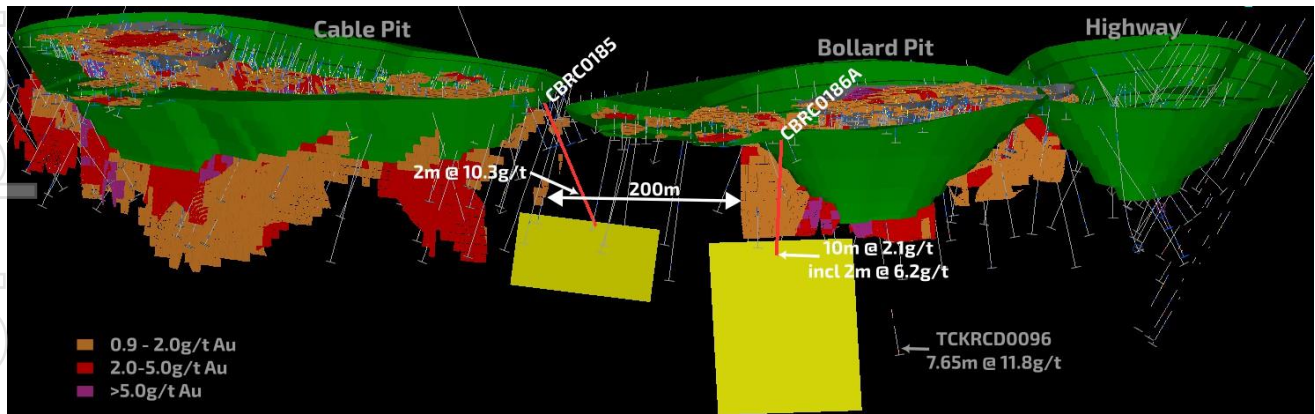 Cable Pit
Bollard Pit
Highway
CBRC0185
CBRC0186A
2m @ 10.3g/t
200m
10m @ 2.1g/t
incl 2m @ 6.2g/t
TCKRCD0096
7.65m @ 11.8g/t
0.9 - 2.0g/t Au
2.0-5.0g/t Au
>5.0g/t Au